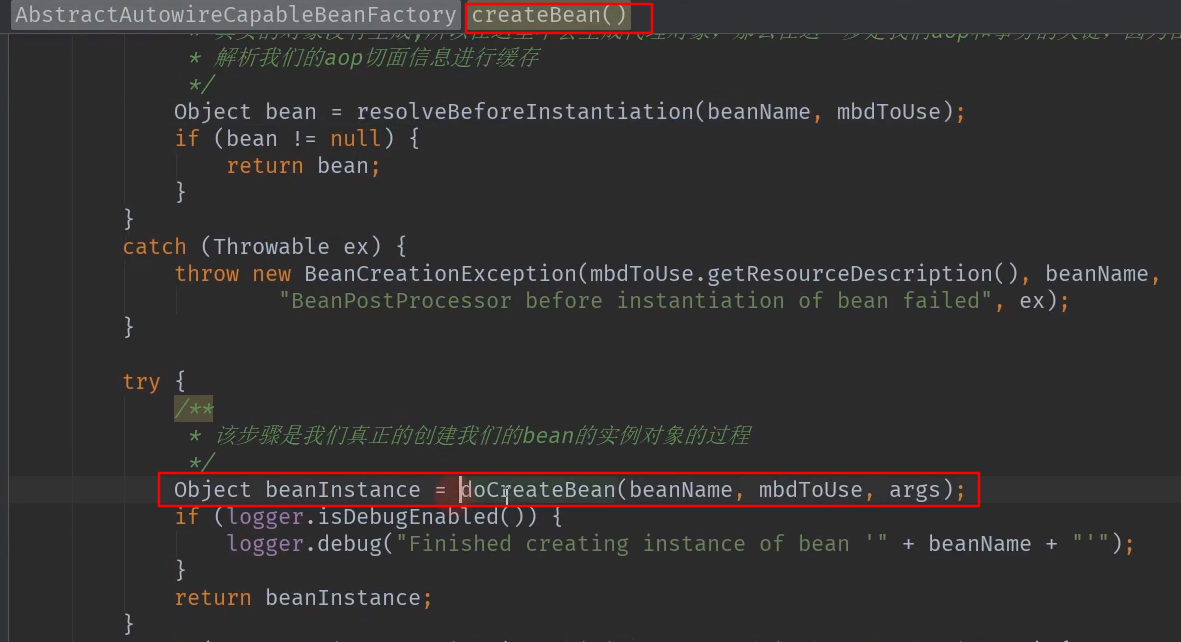 AbstractAutowireCapableBeanFactory createBean()
* 解析我们的aop切面信息进行缓存
*/
Object bean = resolveBeforeInstantiation(beanName, mbdToUse);
if (bean != null) {
return bean;
}
}
catch (Throwable ex) {
throw new BeanCreationException(mbdToUse.getResourceDescription(), beanName,
"BeanPostProcessor before instantiation of bean failed", ex);
}
try {
/**
* 该步骤是我们真正的创建我们的bean的实例对象的过程
*/
Object beanInstance = doCreateBean(beanName, mbdToUse, args);
if (logger.isDebugEnabled()) {
logger.debug("Finished creating instance of bean '" + beanName + "'");
}
return beanInstance;
}